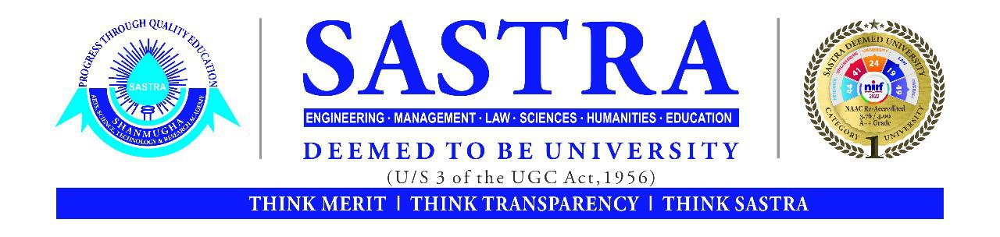 PROGRESS THROUGH QUALITY EDUCATION
SASTRA
SHANMUGHA
ARTS, SCIENCE, TECHNOLOGY & RESEARCH ACADEMY
SASTRA
ENGINEERING · MANAGEMENT · LAW · SCIENCES · HUMANITIES · EDUCATION
DEEMED TO BE UNIVERSITY
(U/S 3 of the UGC Act,1956)
SASTRA DEEMED UNIVERSITY
RESEARCH ENGINEERING UNIVERSITY LAW OVERALL
44 41 24 19 49
nirf
2022
NAAC Re-Accredited
3.76 / 4.00
A++ Grade
CATEGORY 1 UNIVERSITY
THINK MERIT | THINK TRANSPARENCY | THINK SASTRA